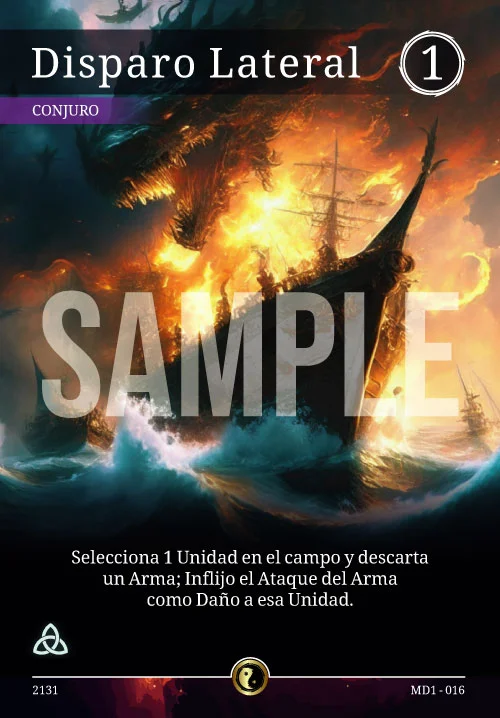 Disparo Lateral
1
CONJURO
SAMPLE
Selecciona 1 Unidad en el campo y descarta
un Arma; Inflijo el Ataque del Arma
como Daño a esa Unidad.
2131
MD1 - 016